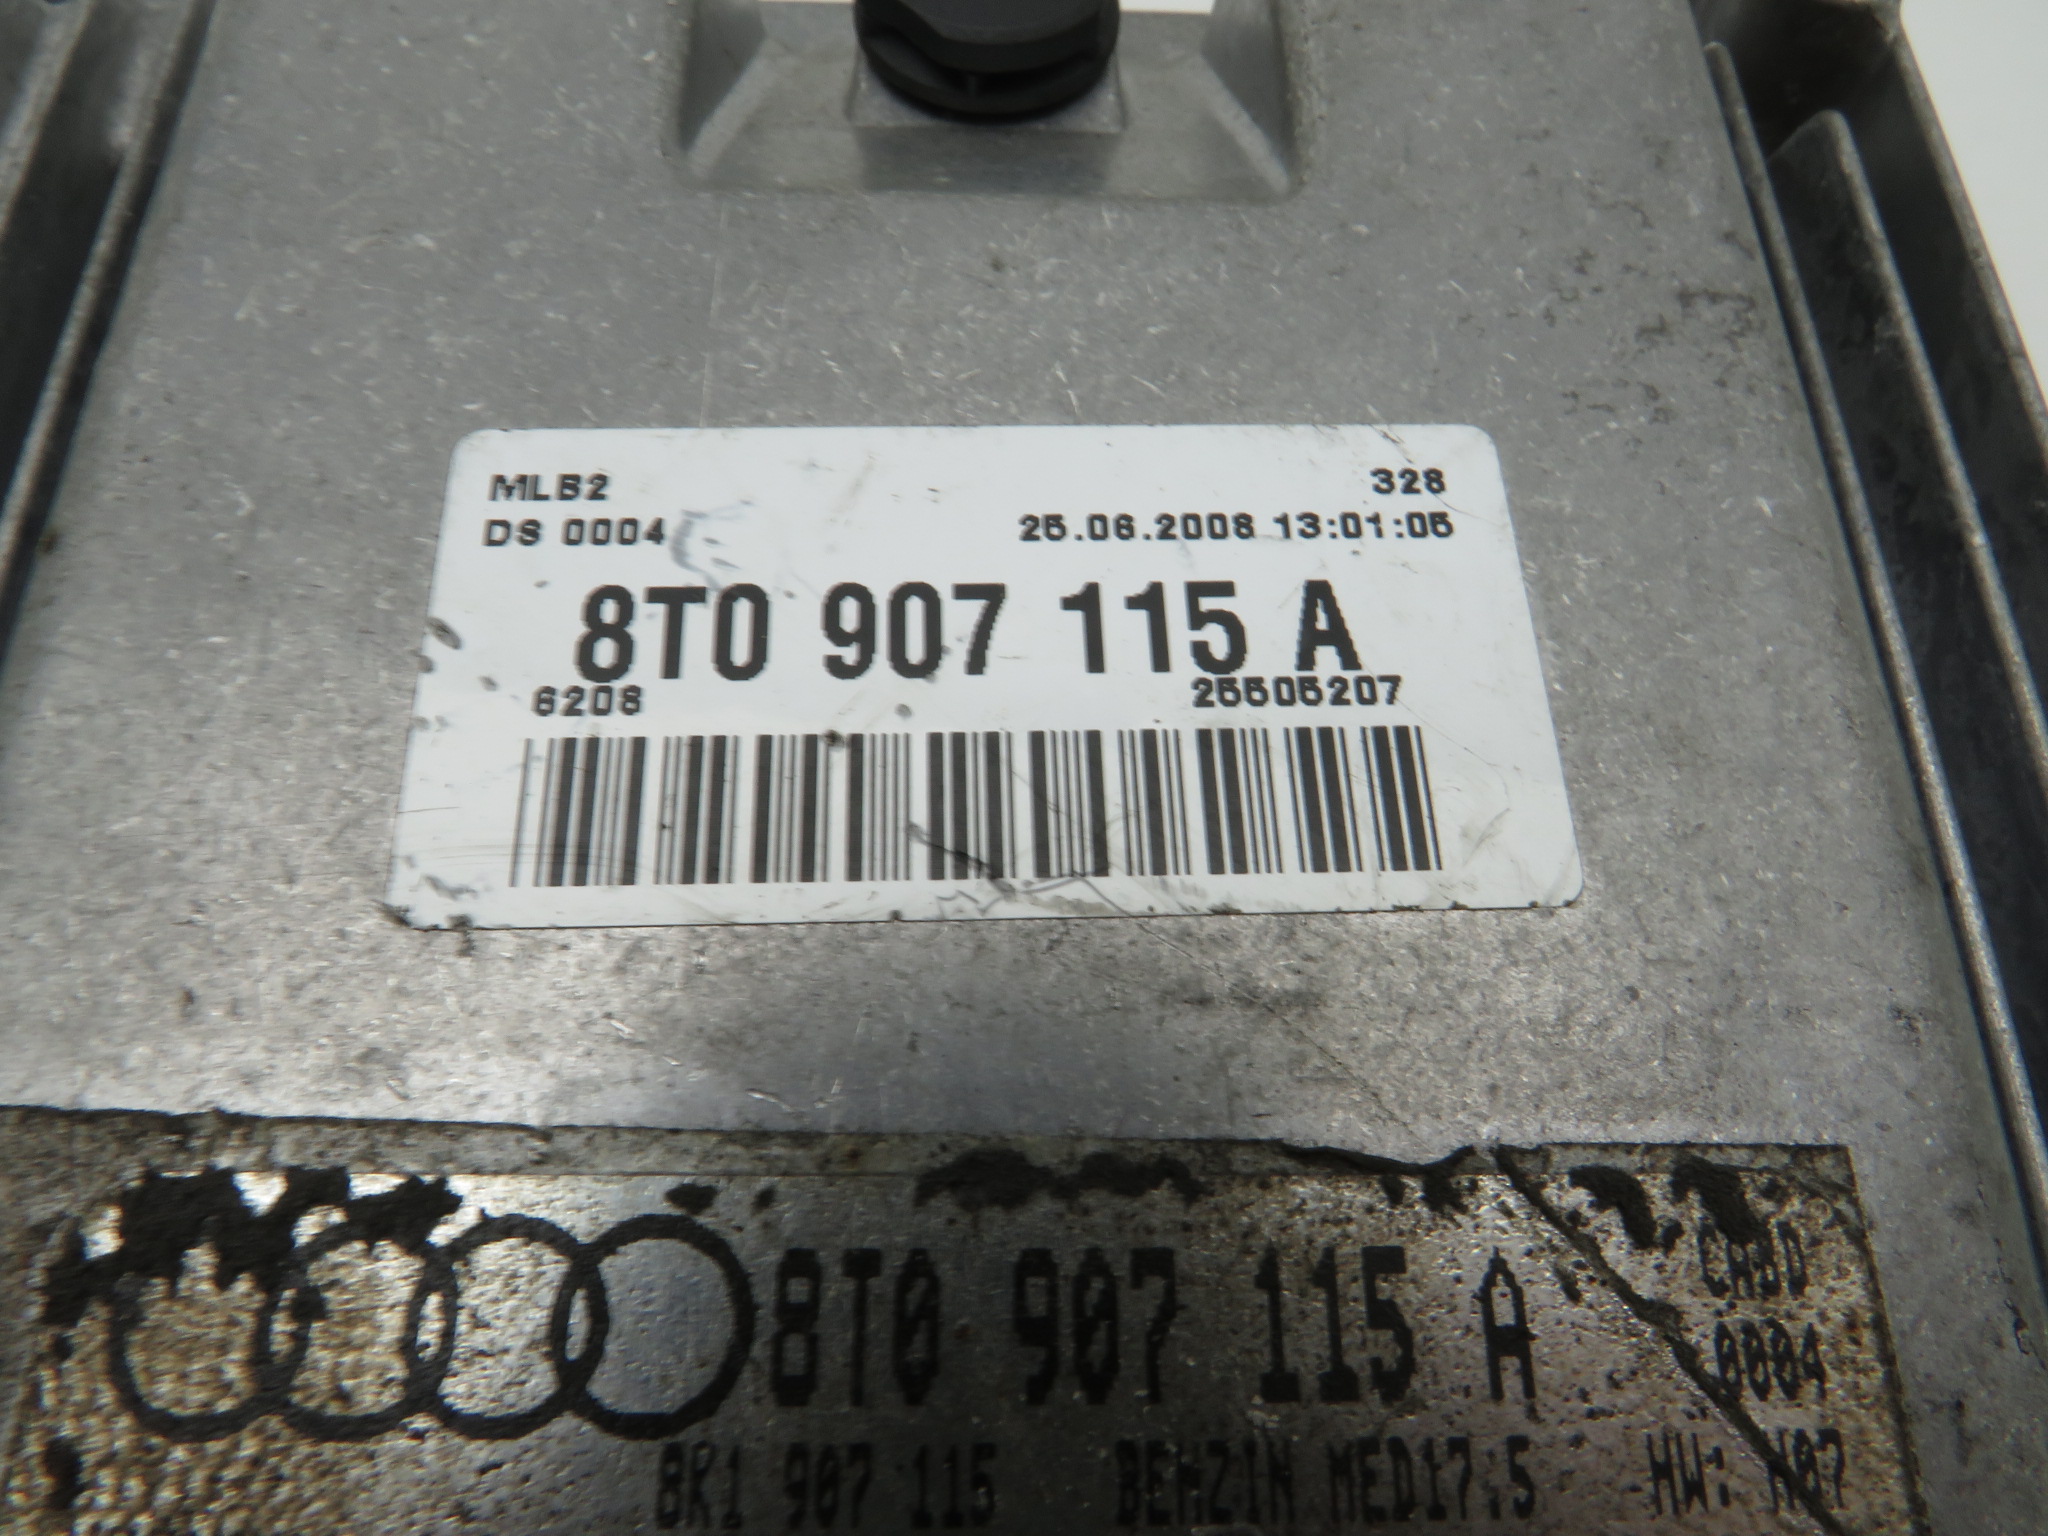 MLB2 328
DS 0004 25.06.2008 13:01:05
8T0 907 115 A
6208 25505207
8T0 907 115 A
CABD
0004
8R1 907 115 BENZIN MED17.5 HW: H07